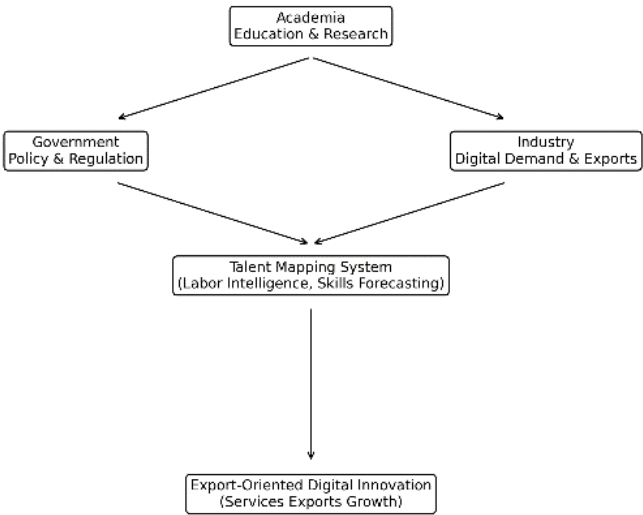 Academia
Education & Research
Government
Policy & Regulation
Industry
Digital Demand & Exports
Talent Mapping System
(Labor Intelligence, Skills Forecasting)
Export-Oriented Digital Innovation
(Services Exports Growth)